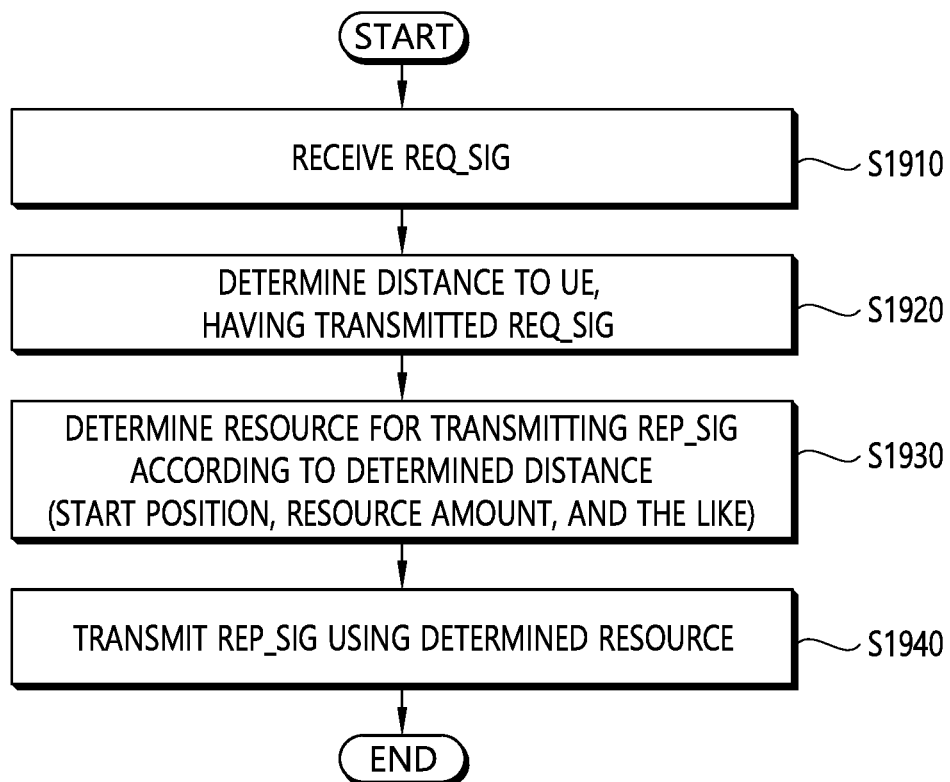 START
RECEIVE REQ_SIG
S1910
DETERMINE DISTANCE TO UE,
HAVING TRANSMITTED REQ_SIG
S1920
DETERMINE RESOURCE FOR TRANSMITTING REP_SIG
ACCORDING TO DETERMINED DISTANCE
(START POSITION, RESOURCE AMOUNT, AND THE LIKE)
S1930
TRANSMIT REP_SIG USING DETERMINED RESOURCE
S1940
END